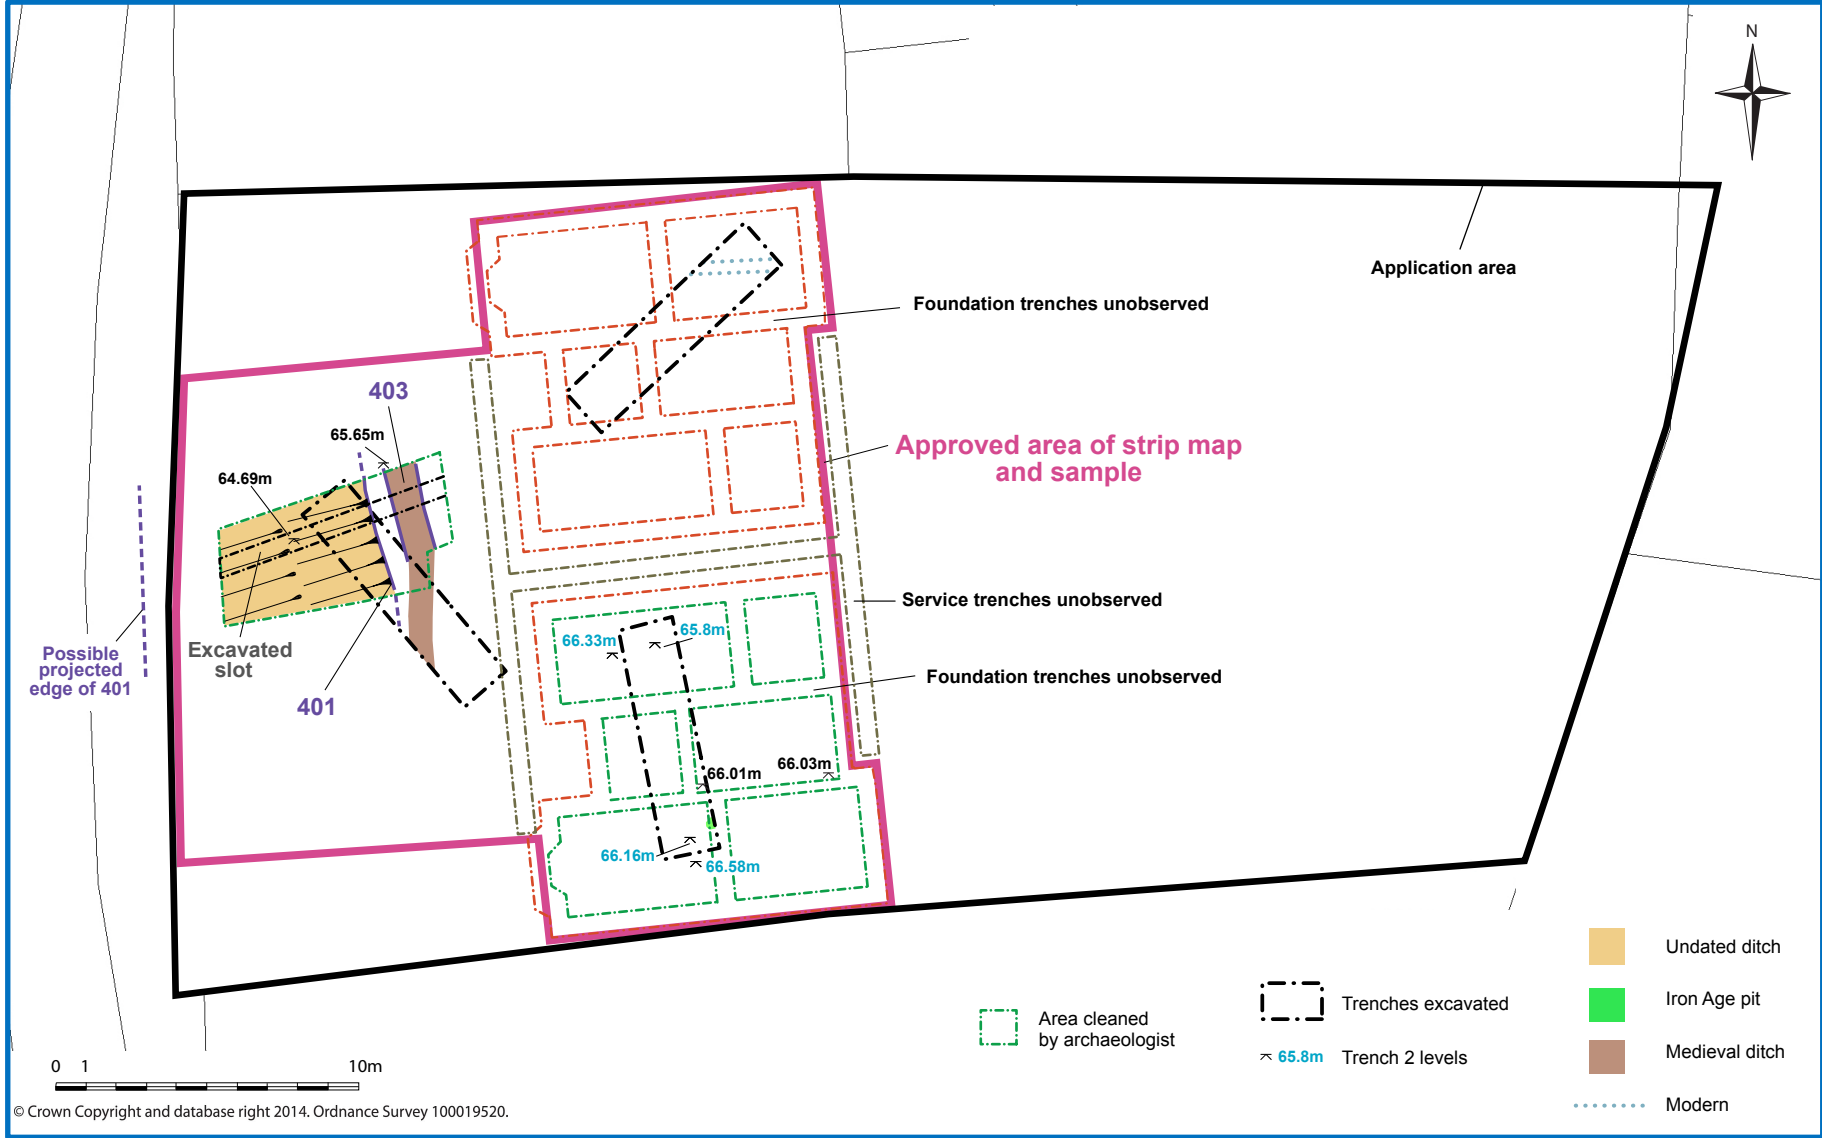 N
Application area
Foundation trenches unobserved
403
65.65m
Approved area of strip map
and sample
64.69m
Service trenches unobserved
66.33m
65.8m
Excavated
slot
Possible
projected
edge of 401
Foundation trenches unobserved
401
66.01m
66.03m
66.16m
66.58m
Undated ditch
Iron Age pit
Area cleaned
by archaeologist
Trenches excavated
Medieval ditch
65.8m Trench 2 levels
Modern
0 1 10m
© Crown Copyright and database right 2014. Ordnance Survey 100019520.